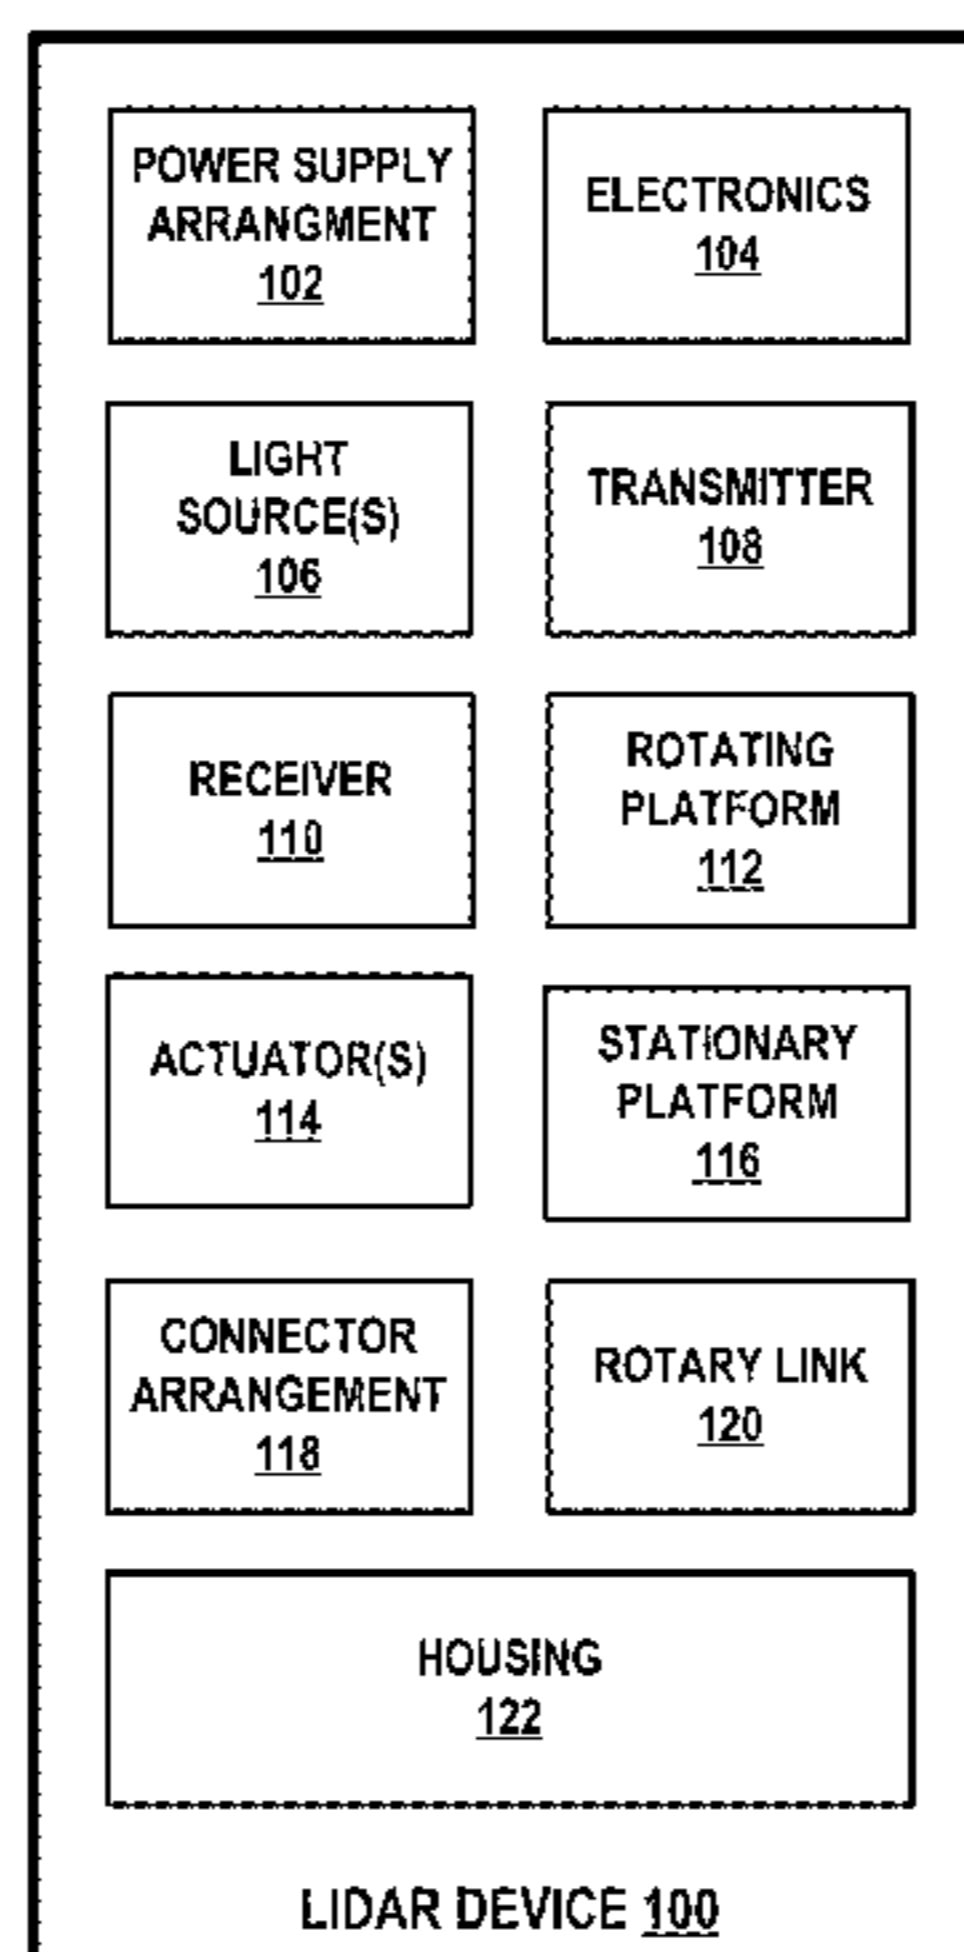 POWER SUPPLY
ARRANGMENT
102
ELECTRONICS
104
LIGHT
SOURCE(S)
106
TRANSMITTER
108
RECEIVER
110
ROTATING
PLATFORM
112
ACTUATOR(S)
114
STATIONARY
PLATFORM
116
CONNECTOR
ARRANGEMENT
118
ROTARY LINK
120
HOUSING
122
LIDAR DEVICE 100